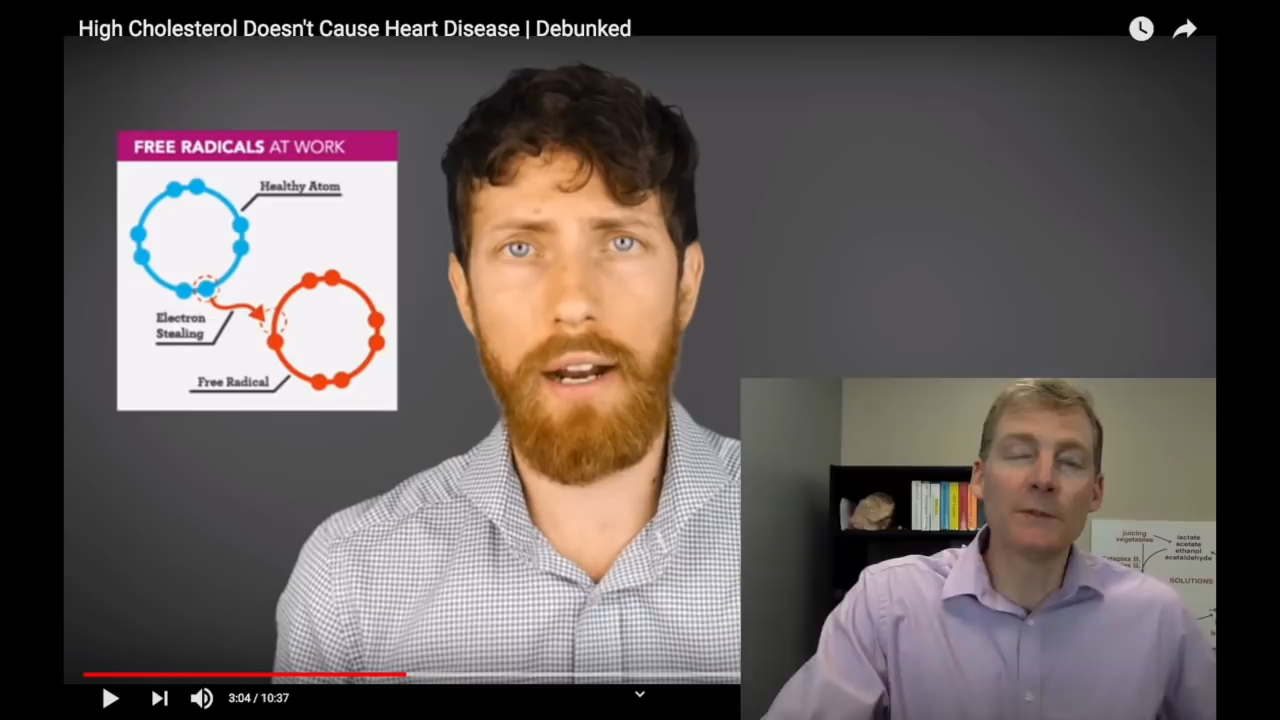 High Cholesterol Doesn't Cause Heart Disease | Debunked
FREE RADICALS AT WORK
Healthy Atom
Electron
Stealing
Free Radical
juicing
vegetables
lactate
acetate
ethanol
acetaldehyde
SOLUTIONS
3:04 / 10:37